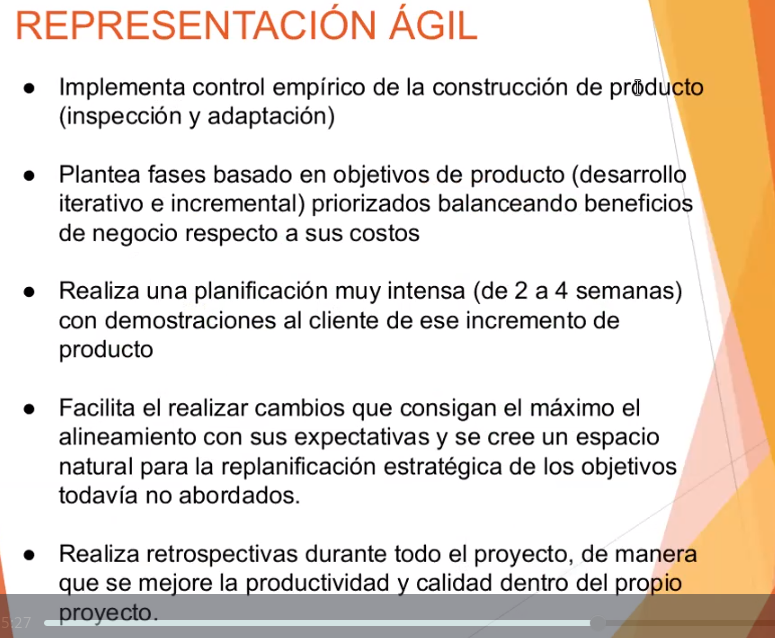 REPRESENTACIÓN ÁGIL
● Implementa control empírico de la construcción de producto
(inspección y adaptación)
● Plantea fases basado en objetivos de producto (desarrollo
iterativo e incremental) priorizados balanceando beneficios
de negocio respecto a sus costos
● Realiza una planificación muy intensa (de 2 a 4 semanas)
con demostraciones al cliente de ese incremento de
producto
● Facilita el realizar cambios que consigan el máximo el
alineamiento con sus expectativas y se cree un espacio
natural para la replanificación estratégica de los objetivos
todavía no abordados.
● Realiza retrospectivas durante todo el proyecto, de manera
que se mejore la productividad y calidad dentro del propio
proyecto.
5:27